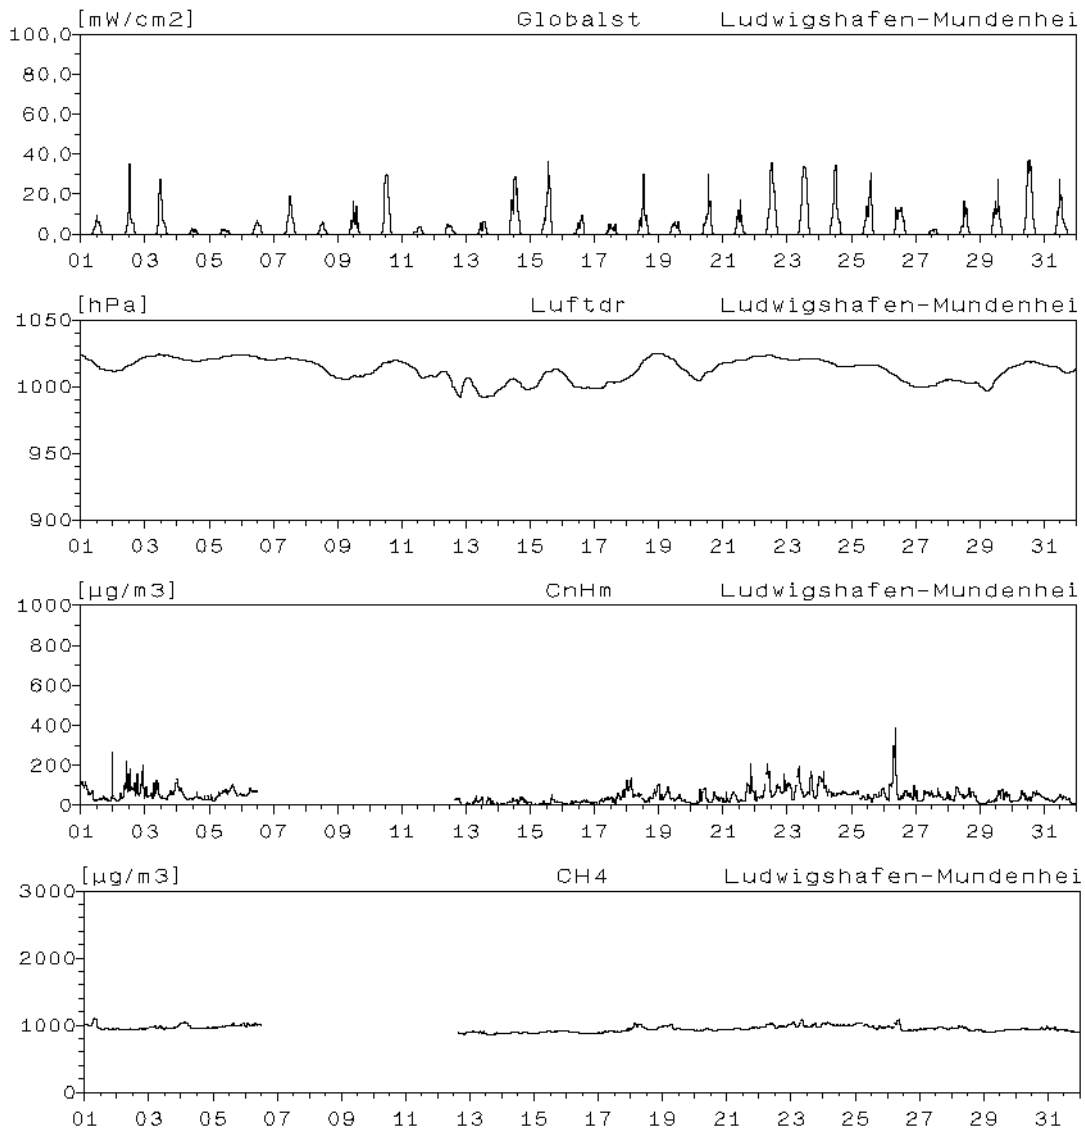 [mW/cm2] Globalst Ludwigshafen-Mundenhei
100,0
80,0
60,0
40,0
20,0
0,0
01 03 05 07 09 11 13 15 17 19 21 23 25 27 29 31
[hPa] Luftdr Ludwigshafen-Mundenhei
1050
1000
950
900
01 03 05 07 09 11 13 15 17 19 21 23 25 27 29 31
[µg/m3] CnHm Ludwigshafen-Mundenhei
1000
800
600
400
200
0
01 03 05 07 09 11 13 15 17 19 21 23 25 27 29 31
[µg/m3] CH4 Ludwigshafen-Mundenhei
3000
2000
1000
0
01 03 05 07 09 11 13 15 17 19 21 23 25 27 29 31